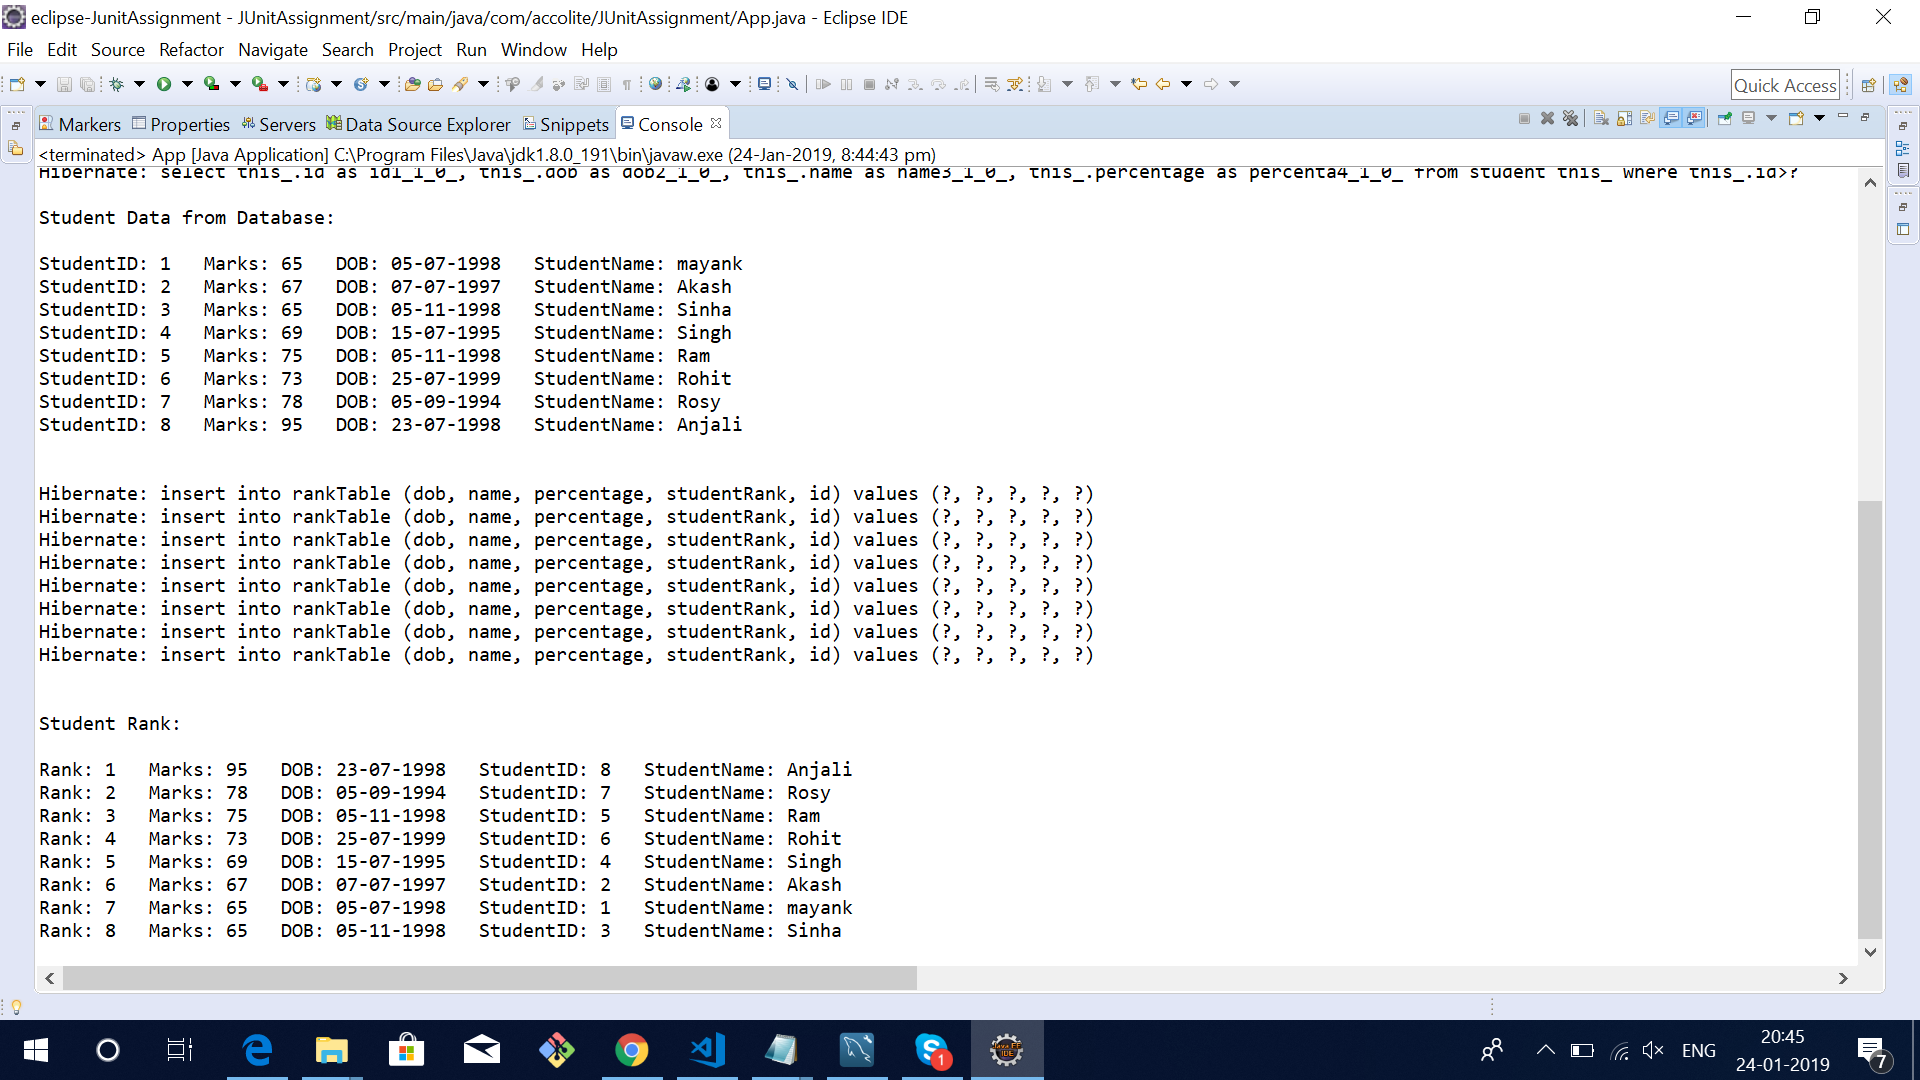 eclipse-JunitAssignment - JUnitAssignment/src/main/java/com/accolite/JUnitAssignment/App.java - Eclipse IDE
File Edit Source Refactor Navigate Search Project Run Window Help
Quick Access
Markers Properties Servers Data Source Explorer Snippets Console
<terminated> App [Java Application] C:\Program Files\Java\jdk1.8.0_191\bin\javaw.exe (24-Jan-2019, 8:44:43 pm)
Hibernate: select this_.id as id1_1_0_, this_.dob as dob2_1_0_, this_.name as name3_1_0_, this_.percentage as percenta4_1_0_ from student this_ where this_.id>?
Student Data from Database:
StudentID: 1 Marks: 65 DOB: 05-07-1998 StudentName: mayank
StudentID: 2 Marks: 67 DOB: 07-07-1997 StudentName: Akash
StudentID: 3 Marks: 65 DOB: 05-11-1998 StudentName: Sinha
StudentID: 4 Marks: 69 DOB: 15-07-1995 StudentName: Singh
StudentID: 5 Marks: 75 DOB: 05-11-1998 StudentName: Ram
StudentID: 6 Marks: 73 DOB: 25-07-1999 StudentName: Rohit
StudentID: 7 Marks: 78 DOB: 05-09-1994 StudentName: Rosy
StudentID: 8 Marks: 95 DOB: 23-07-1998 StudentName: Anjali
Hibernate: insert into rankTable (dob, name, percentage, studentRank, id) values (?, ?, ?, ?, ?)
Hibernate: insert into rankTable (dob, name, percentage, studentRank, id) values (?, ?, ?, ?, ?)
Hibernate: insert into rankTable (dob, name, percentage, studentRank, id) values (?, ?, ?, ?, ?)
Hibernate: insert into rankTable (dob, name, percentage, studentRank, id) values (?, ?, ?, ?, ?)
Hibernate: insert into rankTable (dob, name, percentage, studentRank, id) values (?, ?, ?, ?, ?)
Hibernate: insert into rankTable (dob, name, percentage, studentRank, id) values (?, ?, ?, ?, ?)
Hibernate: insert into rankTable (dob, name, percentage, studentRank, id) values (?, ?, ?, ?, ?)
Hibernate: insert into rankTable (dob, name, percentage, studentRank, id) values (?, ?, ?, ?, ?)
Student Rank:
Rank: 1 Marks: 95 DOB: 23-07-1998 StudentID: 8 StudentName: Anjali
Rank: 2 Marks: 78 DOB: 05-09-1994 StudentID: 7 StudentName: Rosy
Rank: 3 Marks: 75 DOB: 05-11-1998 StudentID: 5 StudentName: Ram
Rank: 4 Marks: 73 DOB: 25-07-1999 StudentID: 6 StudentName: Rohit
Rank: 5 Marks: 69 DOB: 15-07-1995 StudentID: 4 StudentName: Singh
Rank: 6 Marks: 67 DOB: 07-07-1997 StudentID: 2 StudentName: Akash
Rank: 7 Marks: 65 DOB: 05-07-1998 StudentID: 1 StudentName: mayank
Rank: 8 Marks: 65 DOB: 05-11-1998 StudentID: 3 StudentName: Sinha
1
Java EE
IDE
ENG
20:45
24-01-2019
7